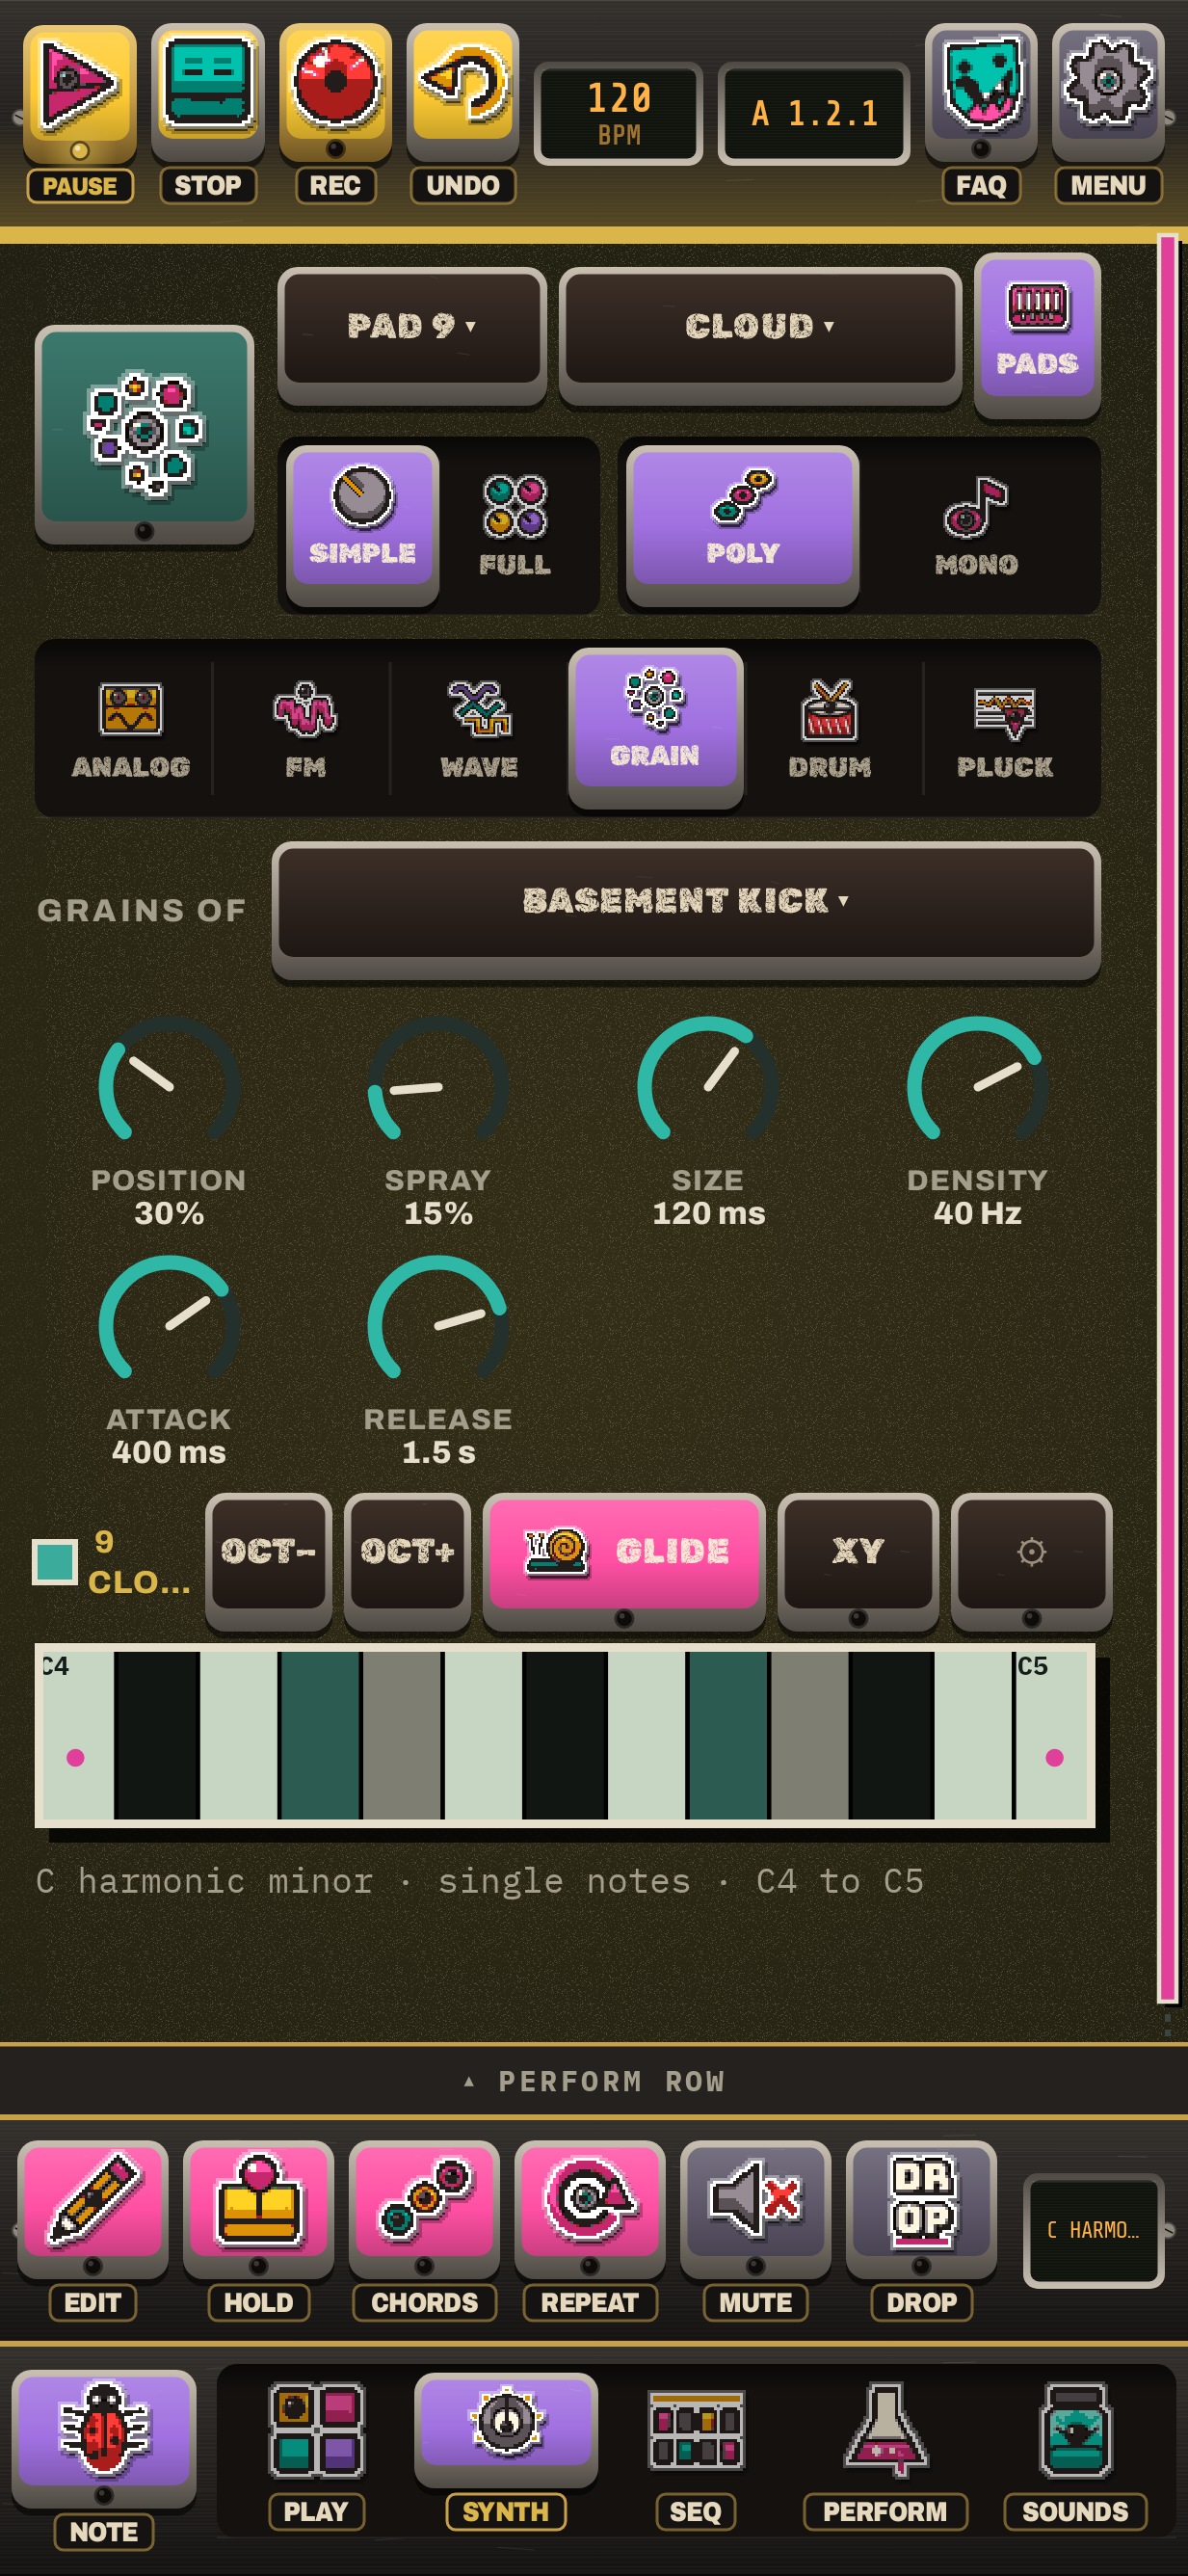 120
BPM
A 1.2.1
PAUSE STOP REC UNDO FAQ MENU
PAD 9 ▾ CLOUD ▾ PADS
SIMPLE FULL POLY MONO
ANALOG FM WAVE GRAIN DRUM PLUCK
GRAINS OF BASEMENT KICK ▾
POSITION SPRAY SIZE DENSITY
30% 15% 120 ms 40 Hz
ATTACK RELEASE
400 ms 1.5 s
9
CLO...
OCT- OCT+ GLIDE XY
C4 C5
C harmonic minor · single notes · C4 to C5
▴ PERFORM ROW
DR
OP
C HARMO...
EDIT HOLD CHORDS REPEAT MUTE DROP
NOTE PLAY SYNTH SEQ PERFORM SOUNDS